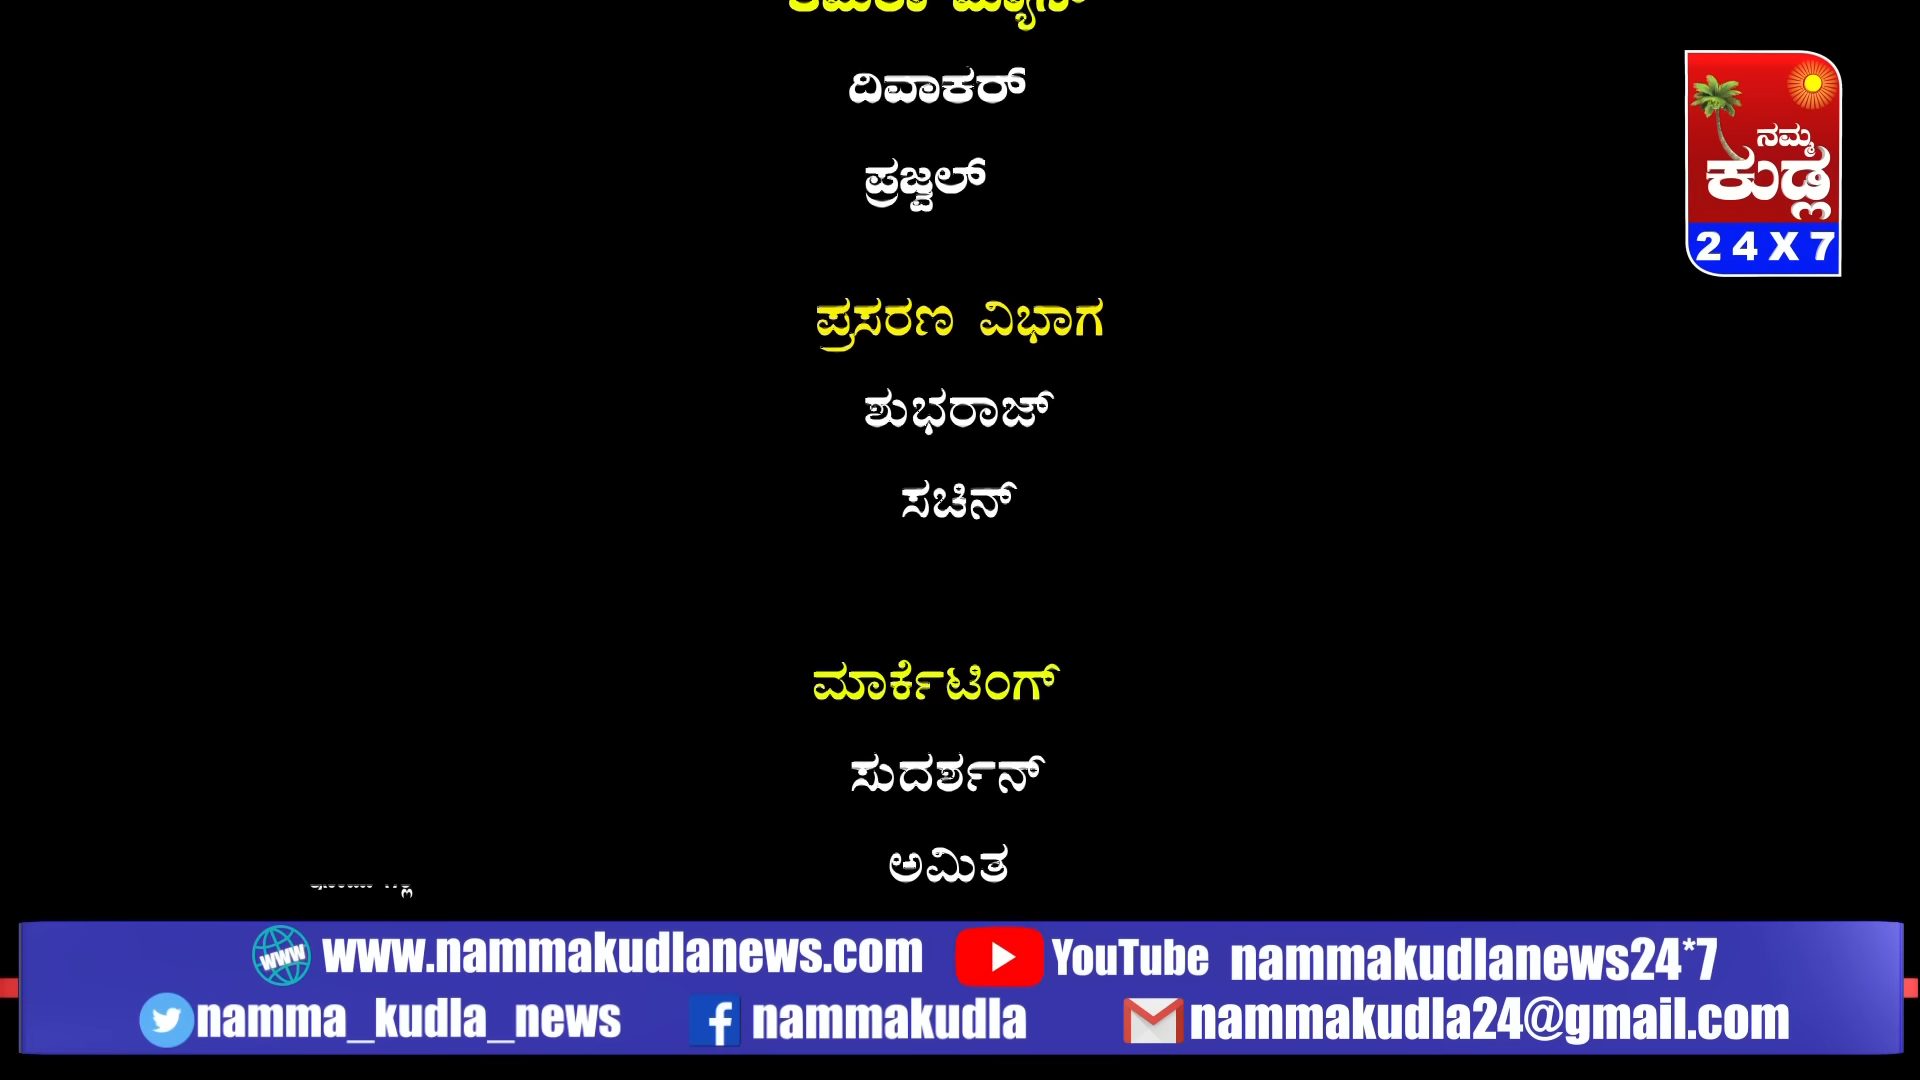 ದಿವಾಕರ್
ಪ್ರಜ್ವಲ್
ನಮ್ಮ
ಕುಡ್ಲ
24X7
ಪ್ರಸರಣ ವಿಭಾಗ
ಶುಭರಾಜ್
ಸಚಿನ್
ಮಾರ್ಕೆಟಿಂಗ್
ಸುದರ್ಶನ್
ಅಮಿತ
www www.nammakudlanews.com YouTube nammakudlanews24*7
namma_kudla_news nammakudla nammakudla24@gmail.com